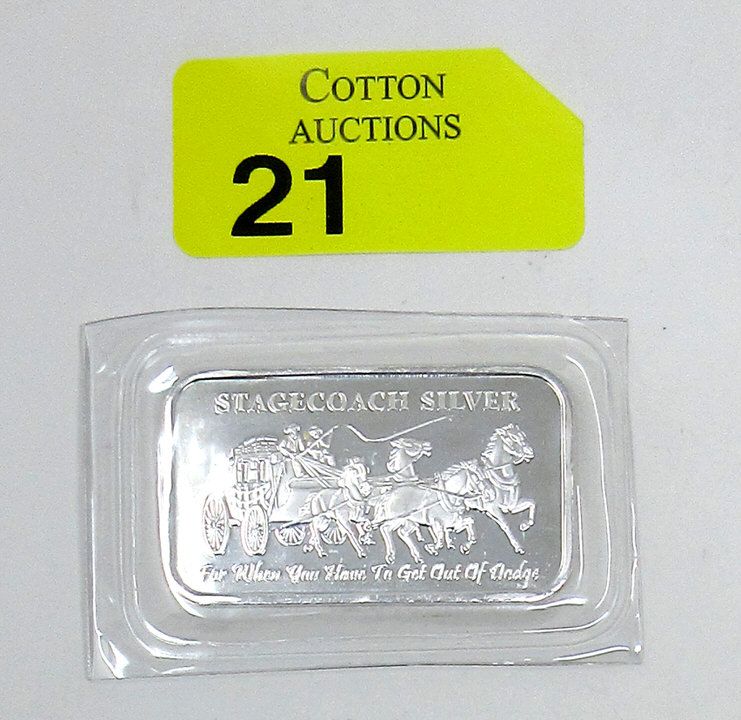 COTTON
AUCTIONS
21
STAGECOACH SILVER
For When You Have To Get Out Of Dodge